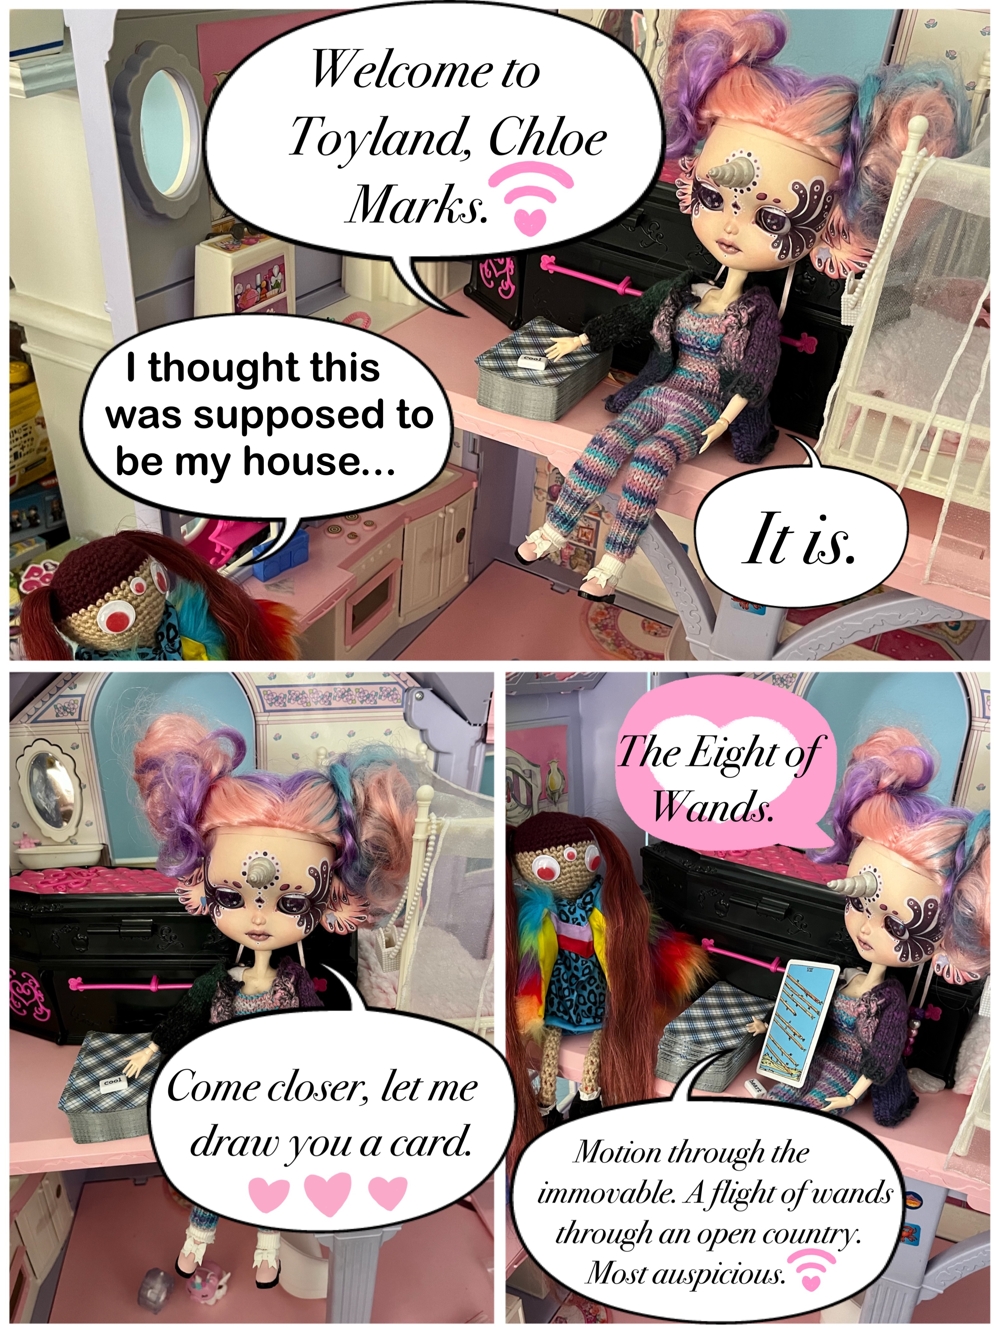 Welcome to
Toyland, Chloe
Marks.
I thought this
was supposed to
be my house...
cool
It is.
Come closer, let me
draw you a card.
cool
The Eight of
Wands.
Motion through the
immovable. A flight of wands
through an open country.
Most auspicious.